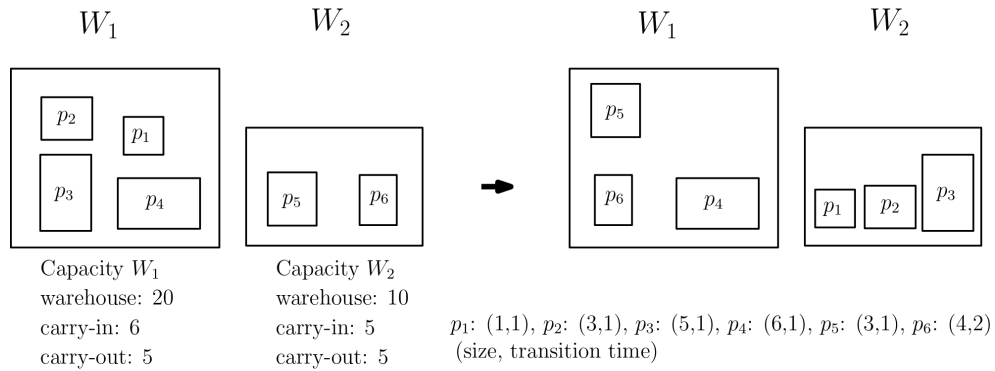 W₁
W₂
W₁
W₂
p₂
p₁
p₃
p₄
p₅
p₆
p₅
p₆
p₄
p₁
p₂
p₃
Capacity W₁
warehouse: 20
carry-in: 6
carry-out: 5
Capacity W₂
warehouse: 10
carry-in: 5
carry-out: 5
p₁: (1,1), p₂: (3,1), p₃: (5,1), p₄: (6,1), p₅: (3,1), p₆: (4,2)
(size, transition time)